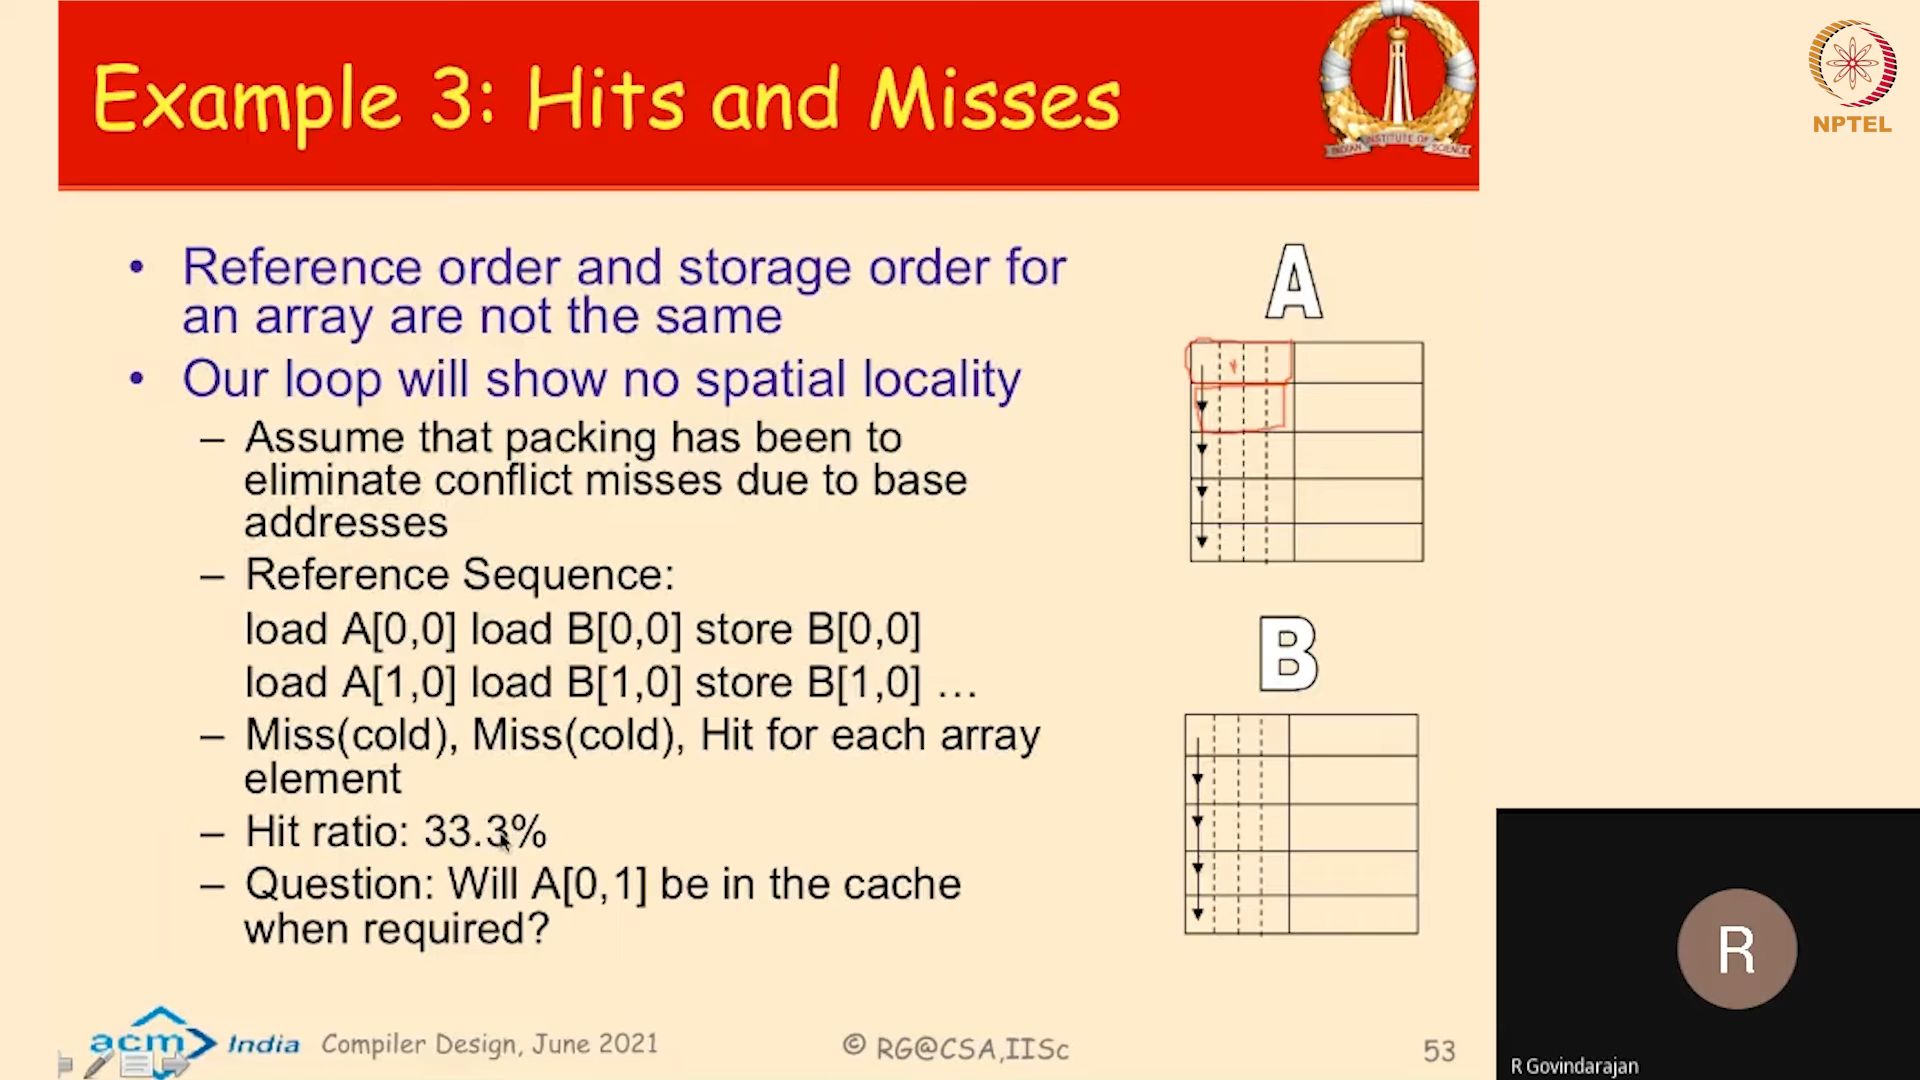 Example 3: Hits and Misses
INDIAN INSTITUTE OF SCIENCE
NPTEL
• Reference order and storage order for
an array are not the same
• Our loop will show no spatial locality
– Assume that packing has been to
eliminate conflict misses due to base
addresses
– Reference Sequence:
load A[0,0] load B[0,0] store B[0,0]
load A[1,0] load B[1,0] store B[1,0] ...
– Miss(cold), Miss(cold), Hit for each array
element
– Hit ratio: 33.3%
– Question: Will A[0,1] be in the cache
when required?
A
B
acm India Compiler Design, June 2021 © RG@CSA,IISc 53
R
R Govindarajan